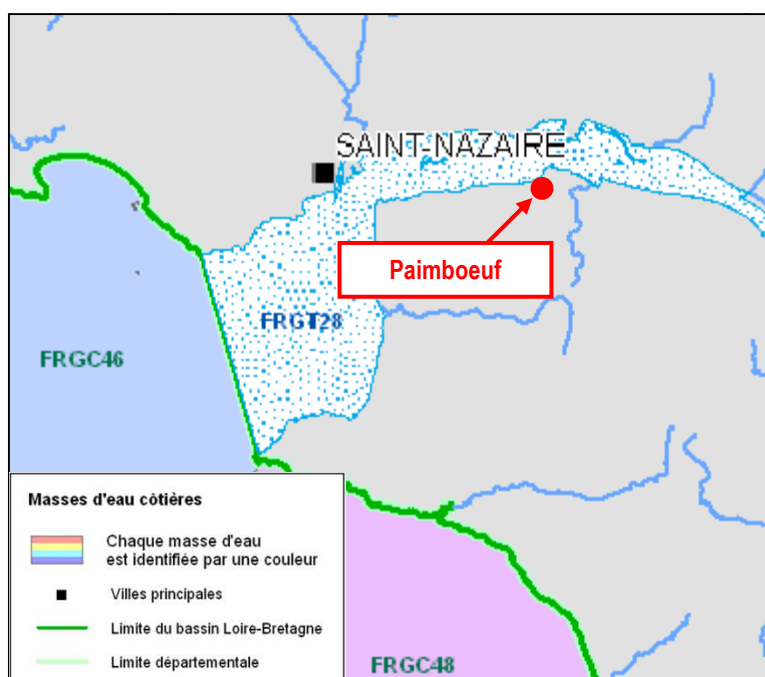 SAINT-NAZAIRE
Paimboeuf
FRGT28
FRGC46
Masses d'eau côtières
Chaque masse d'eau
est identifiée par une couleur
Villes principales
Limite du bassin Loire-Bretagne
Limite départementale
FRGC48